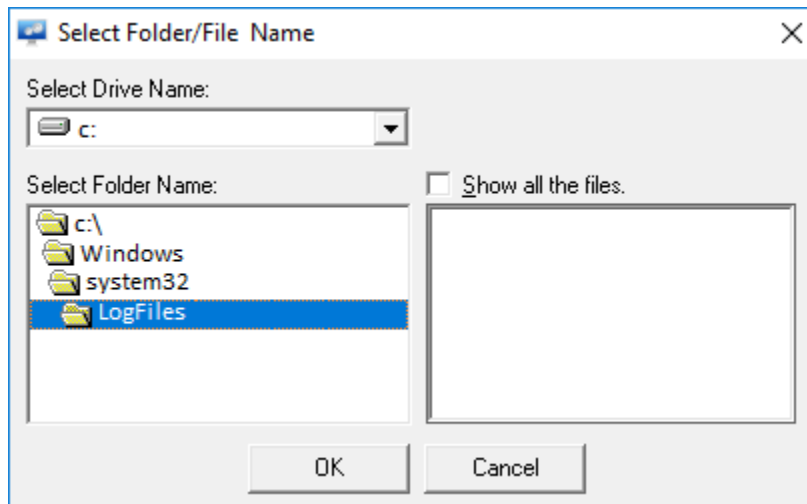 Select Folder/File Name
Select Drive Name:
c:
Select Folder Name:
Show all the files.
c:\
Windows
system32
LogFiles
OK
Cancel